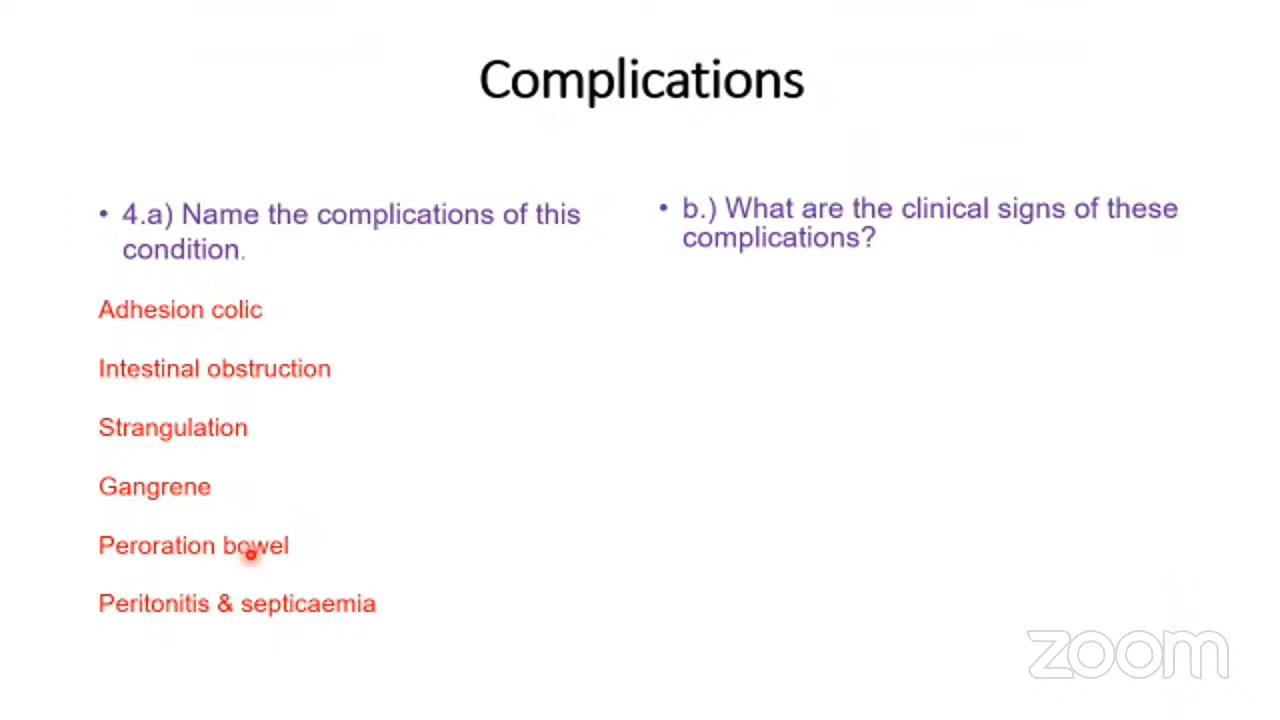 Complications
• 4.a) Name the complications of this
condition.
Adhesion colic
Intestinal obstruction
Strangulation
Gangrene
Peroration bowel
Peritonitis & septicaemia
• b.) What are the clinical signs of these
complications?
zoom